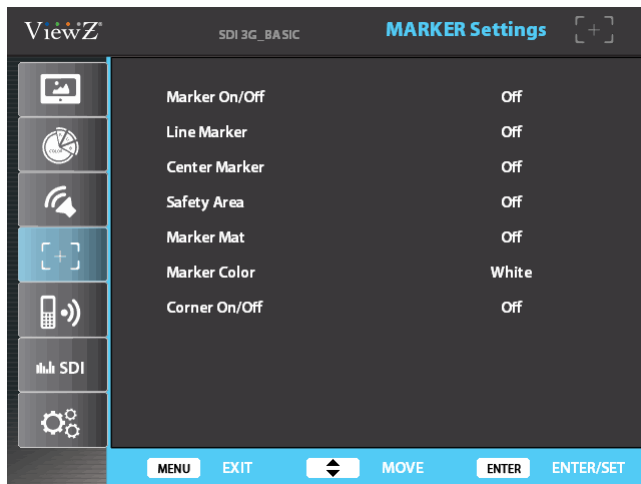 ViewZ SDI 3G_BASIC MARKER Settings
Marker On/Off Off
Line Marker Off
COLOR
Center Marker Off
Safety Area Off
Marker Mat Off
Marker Color White
Corner On/Off Off
SDI
MENU EXIT MOVE ENTER ENTER/SET